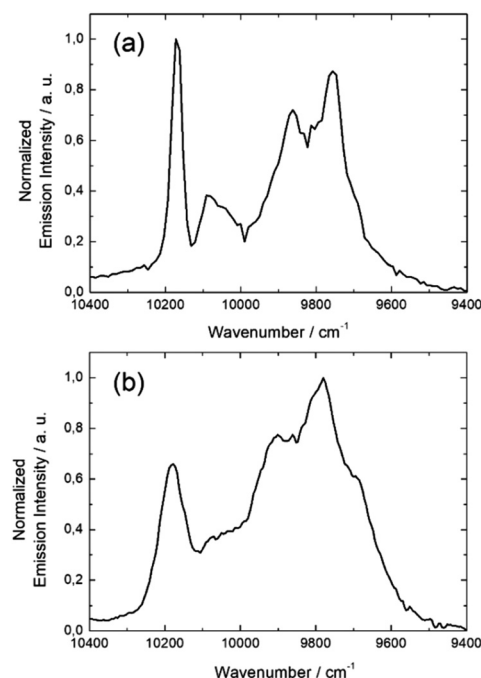 (a)
Normalized
Emission Intensity / a. u.
1,0
0,8
0,6
0,4
0,2
0,0
10400 10200 10000 9800 9600 9400
Wavenumber / cm⁻¹
(b)
Normalized
Emission Intensity / a. u.
1,0
0,8
0,6
0,4
0,2
0,0
10400 10200 10000 9800 9600 9400
Wavenumber / cm⁻¹